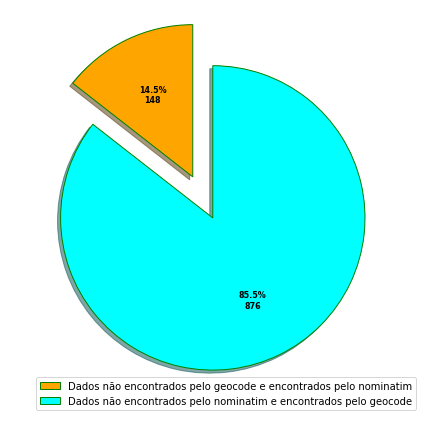 14.5%
148
85.5%
876
Dados não encontrados pelo geocode e encontrados pelo nominatim
Dados não encontrados pelo nominatim e encontrados pelo geocode